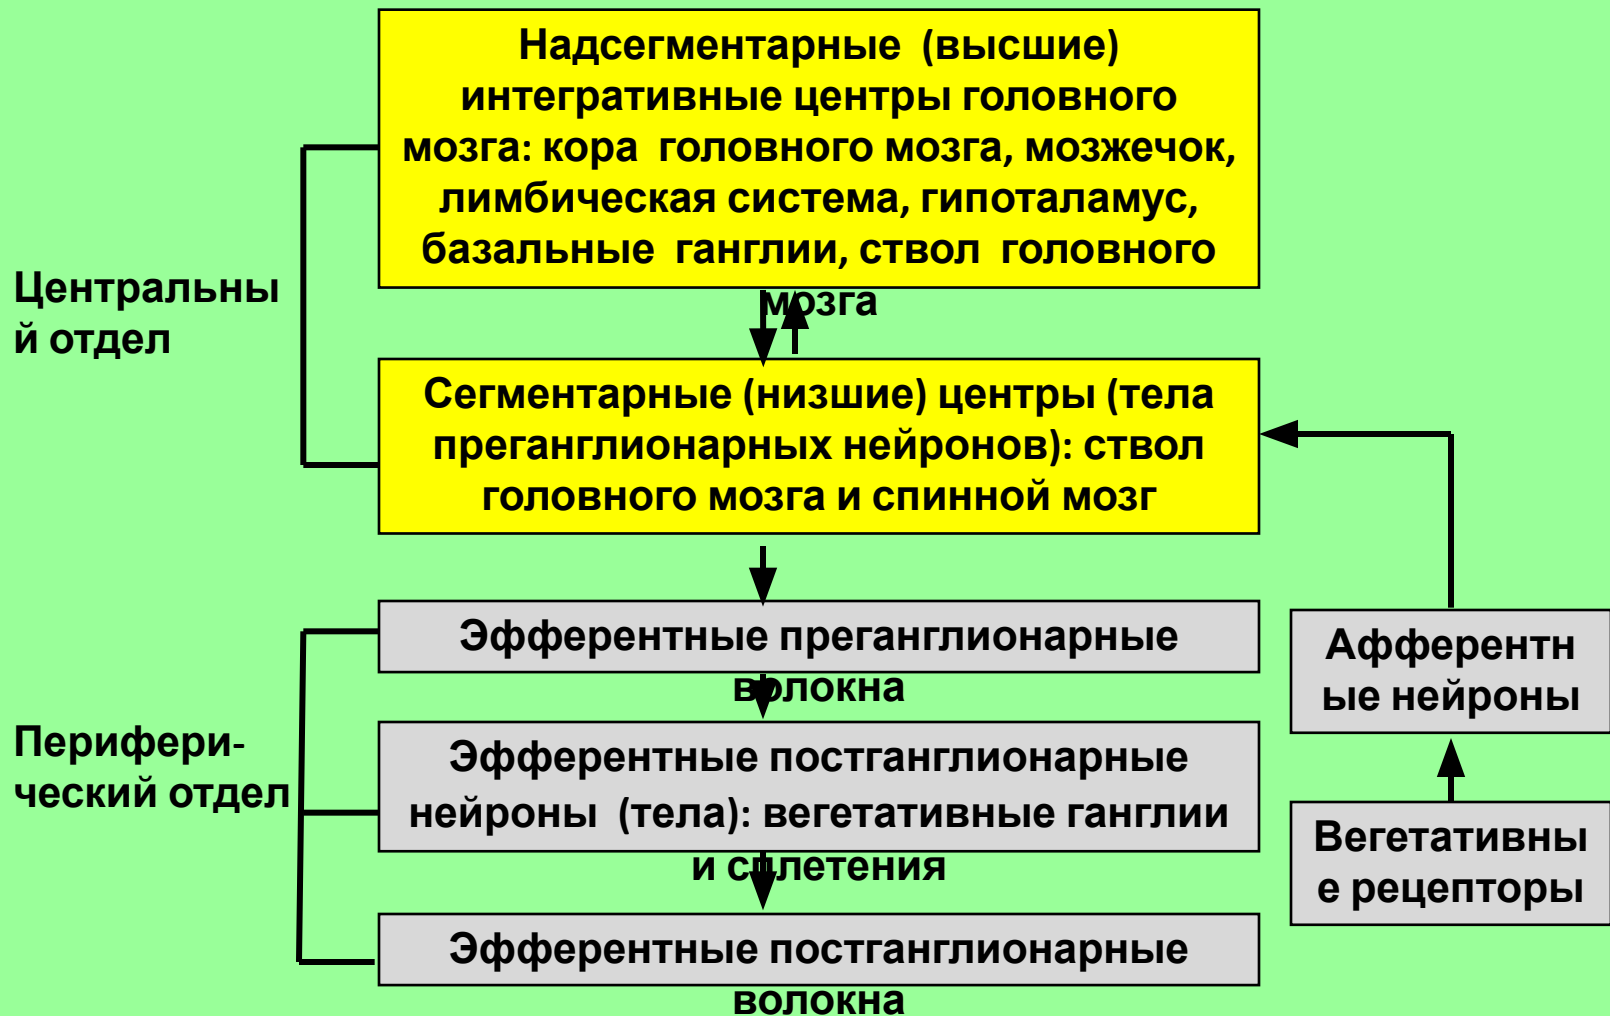 Надсегментарные (высшие)
интегративные центры головного
мозга: кора головного мозга, мозжечок,
лимбическая система, гипоталамус,
базальные ганглии, ствол головного
мозга
Центральны
й отдел
Сегментарные (низшие) центры (тела
преганглионарных нейронов): ствол
головного мозга и спинной мозг
Эфферентные преганглионарные
волокна
Афферентн
ые нейроны
Перифери-
ческий отдел
Эфферентные постганглионарные
нейроны (тела): вегетативные ганглии
и сплетения
Вегетативны
е рецепторы
Эфферентные постганглионарные
волокна